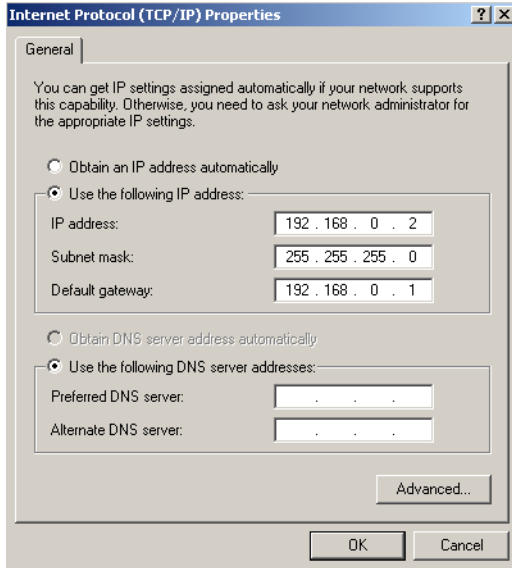 Internet Protocol (TCP/IP) Properties
General
You can get IP settings assigned automatically if your network supports
this capability. Otherwise, you need to ask your network administrator for
the appropriate IP settings.
Obtain an IP address automatically
Use the following IP address:
IP address: 192 . 168 . 0 . 2
Subnet mask: 255 . 255 . 255 . 0
Default gateway: 192 . 168 . 0 . 1
Obtain DNS server address automatically
Use the following DNS server addresses:
Preferred DNS server: . . .
Alternate DNS server: . . .
Advanced...
OK Cancel